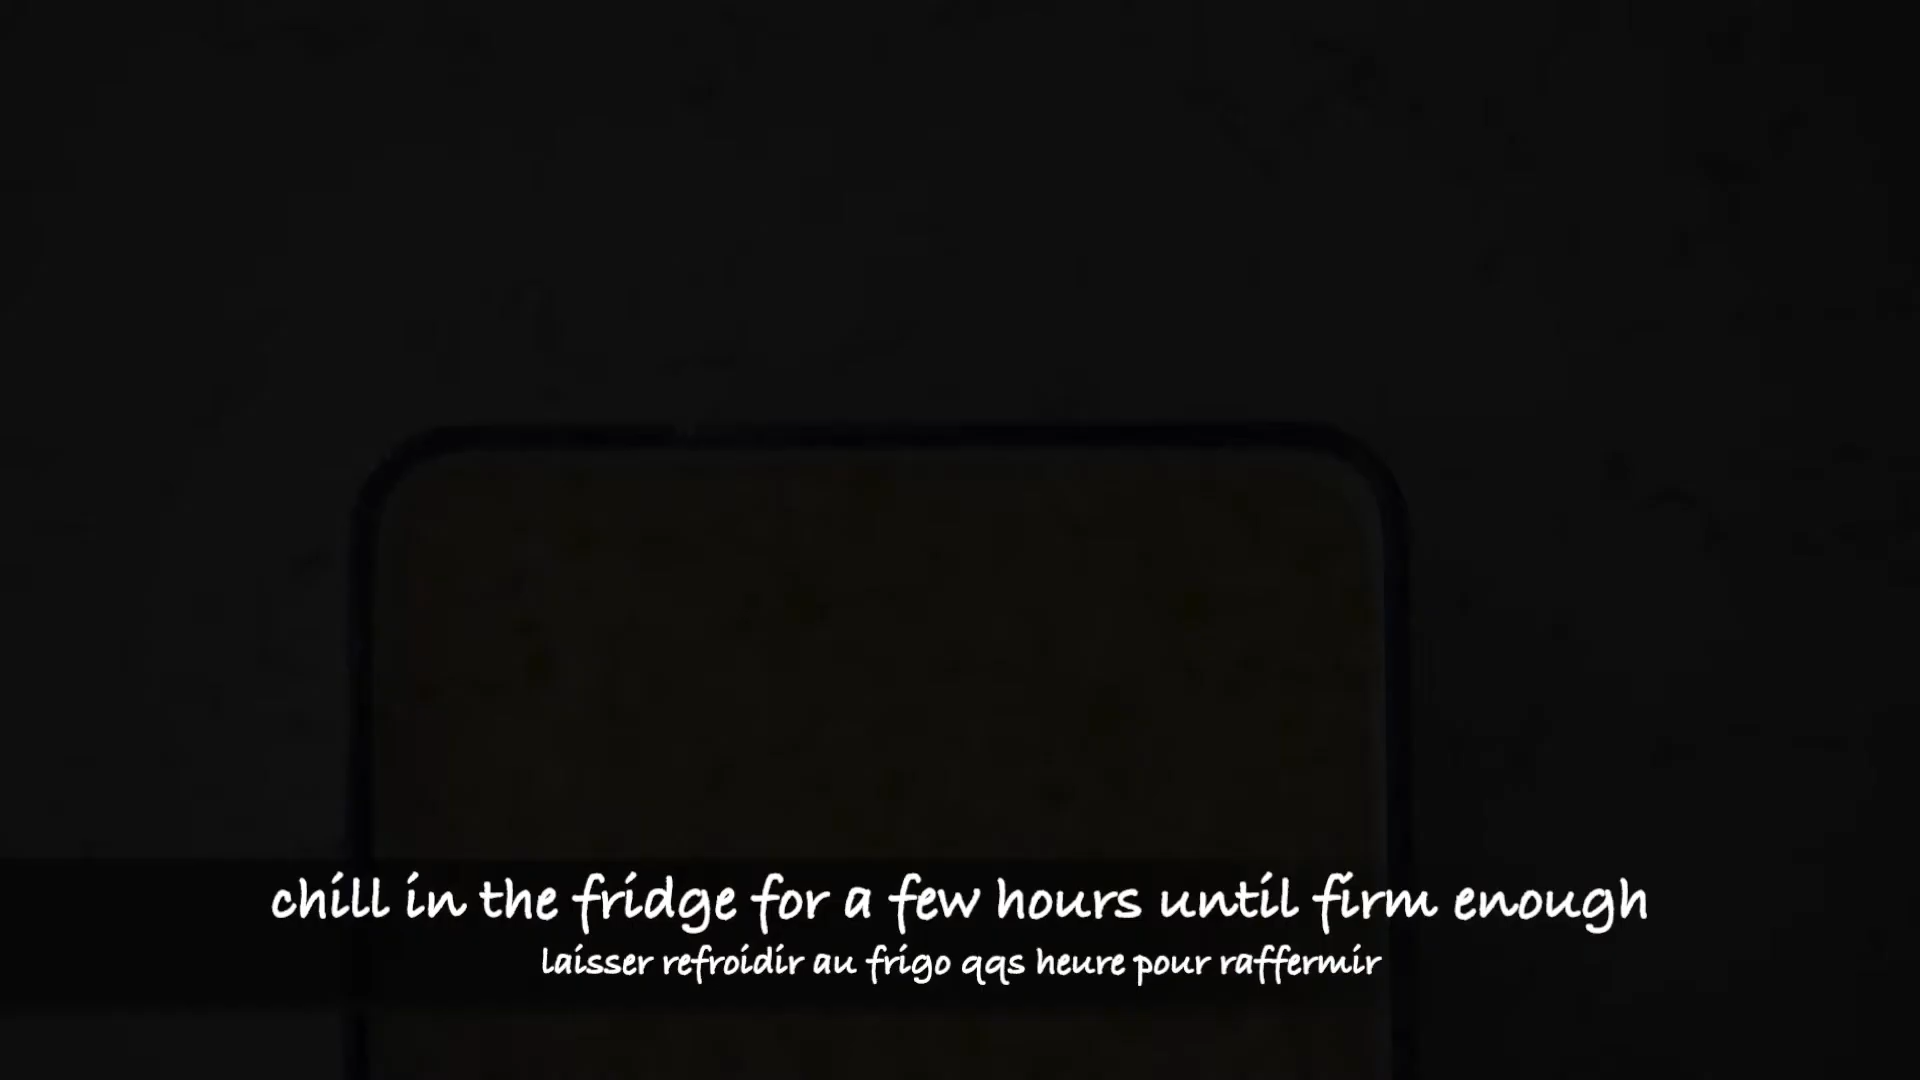 chill in the fridge for a few hours until firm enough
laisser refroidir au frigo qqs heure pour raffermir